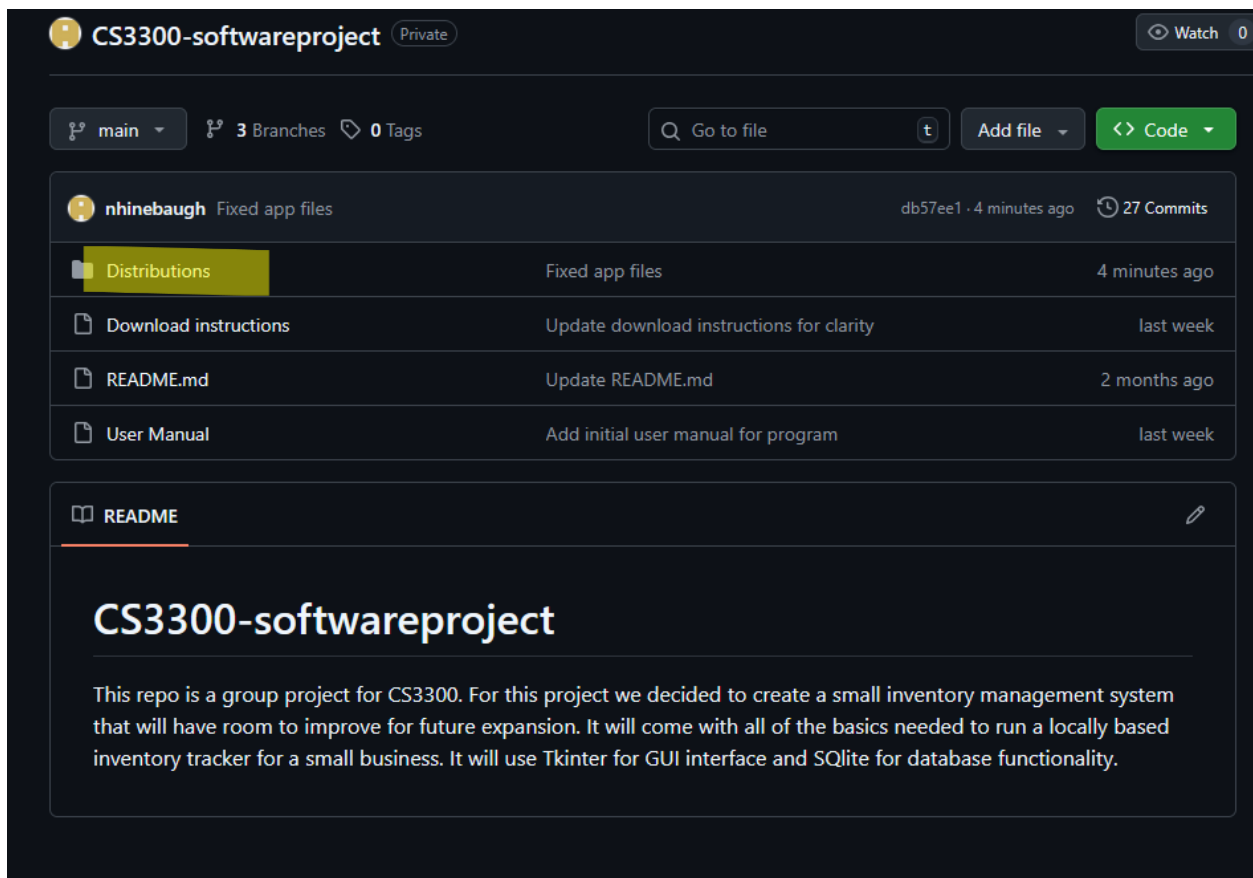 CS3300-softwareproject Private Watch 0
main 3 Branches 0 Tags Go to file t Add file Code
nhinebaugh Fixed app files db57ee1 · 4 minutes ago 27 Commits
Distributions Fixed app files 4 minutes ago
Download instructions Update download instructions for clarity last week
README.md Update README.md 2 months ago
User Manual Add initial user manual for program last week
README
CS3300-softwareproject
This repo is a group project for CS3300. For this project we decided to create a small inventory management system
that will have room to improve for future expansion. It will come with all of the basics needed to run a locally based
inventory tracker for a small business. It will use Tkinter for GUI interface and SQlite for database functionality.